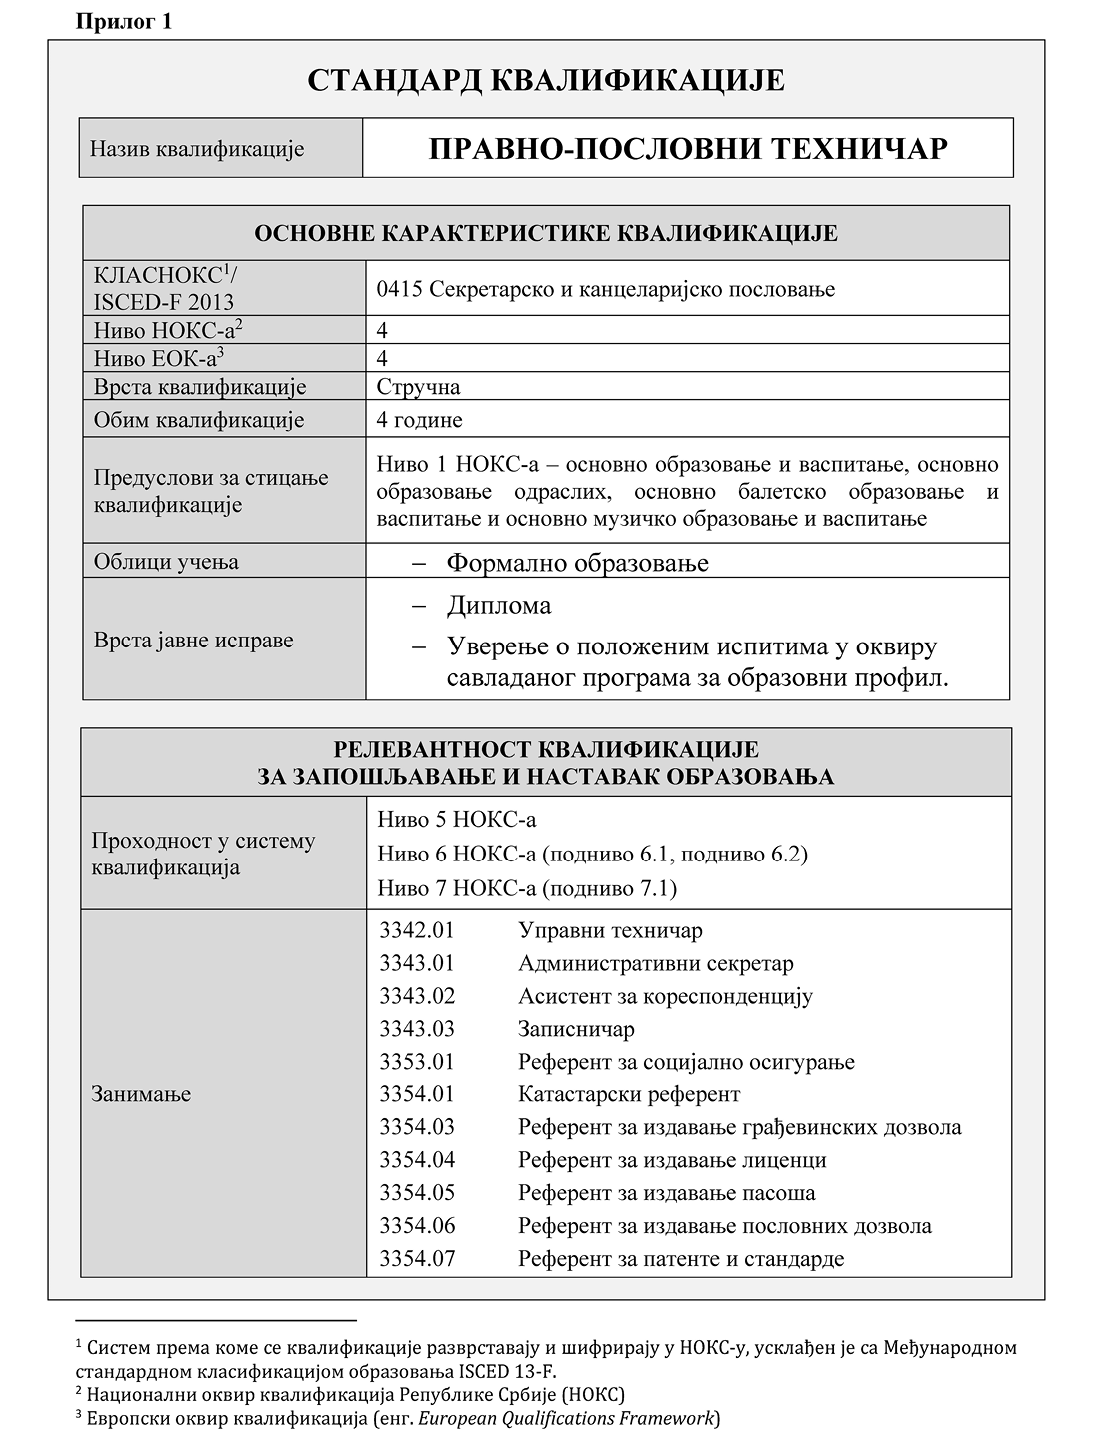 Прилог 1
СТАНДАРД КВАЛИФИКАЦИЈЕ
Назив квалификације
ПРАВНО-ПОСЛОВНИ ТЕХНИЧАР
ОСНОВНЕ КАРАКТЕРИСТИКЕ КВАЛИФИКАЦИЈЕ
КЛАСНОКС¹/
ISCED-F 2013
0415 Секретарско и канцеларијско пословање
Ниво НОКС-а²
4
Ниво ЕОК-а³
4
Врста квалификације
Стручна
Обим квалификације
4 године
Предуслови за стицање
квалификације
Ниво 1 НОКС-а – основно образовање и васпитање, основно
образовање одраслих, основно балетско образовање и
васпитање и основно музичко образовање и васпитање
Облици учења
– Формално образовање
Врста јавне исправе
– Диплома
– Уверење о положеним испитима у оквиру
савладаног програма за образовни профил.
РЕЛЕВАНТНОСТ КВАЛИФИКАЦИЈЕ
ЗА ЗАПОШЉАВАЊЕ И НАСТАВАК ОБРАЗОВАЊА
Проходност у систему
квалификација
Ниво 5 НОКС-а
Ниво 6 НОКС-а (подниво 6.1, подниво 6.2)
Ниво 7 НОКС-а (подниво 7.1)
Занимање
3342.01 Управни техничар
3343.01 Административни секретар
3343.02 Асистент за кореспонденцију
3343.03 Записничар
3353.01 Референт за социјално осигурање
3354.01 Катастарски референт
3354.03 Референт за издавање грађевинских дозвола
3354.04 Референт за издавање лиценци
3354.05 Референт за издавање пасоша
3354.06 Референт за издавање пословних дозвола
3354.07 Референт за патенте и стандарде
¹ Систем према коме се квалификације разврставају и шифрирају у НОКС-у, усклађен је са Међународном
стандардном класификацијом образовања ISCED 13-F.
² Национални оквир квалификација Републике Србије (НОКС)
³ Европски оквир квалификација (енг. European Qualifications Framework)